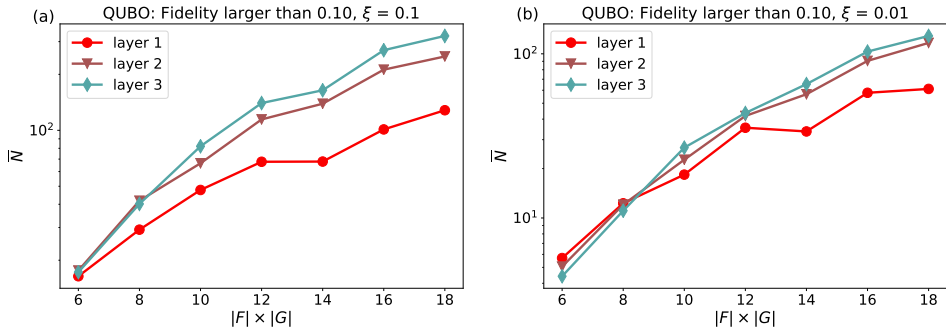 (a)
QUBO: Fidelity larger than 0.10, ξ = 0.1
layer 1
layer 2
layer 3
10²
N̅
6 8 10 12 14 16 18
|F| × |G|
(b)
QUBO: Fidelity larger than 0.10, ξ = 0.01
layer 1
layer 2
layer 3
10²
10¹
N̅
6 8 10 12 14 16 18
|F| × |G|